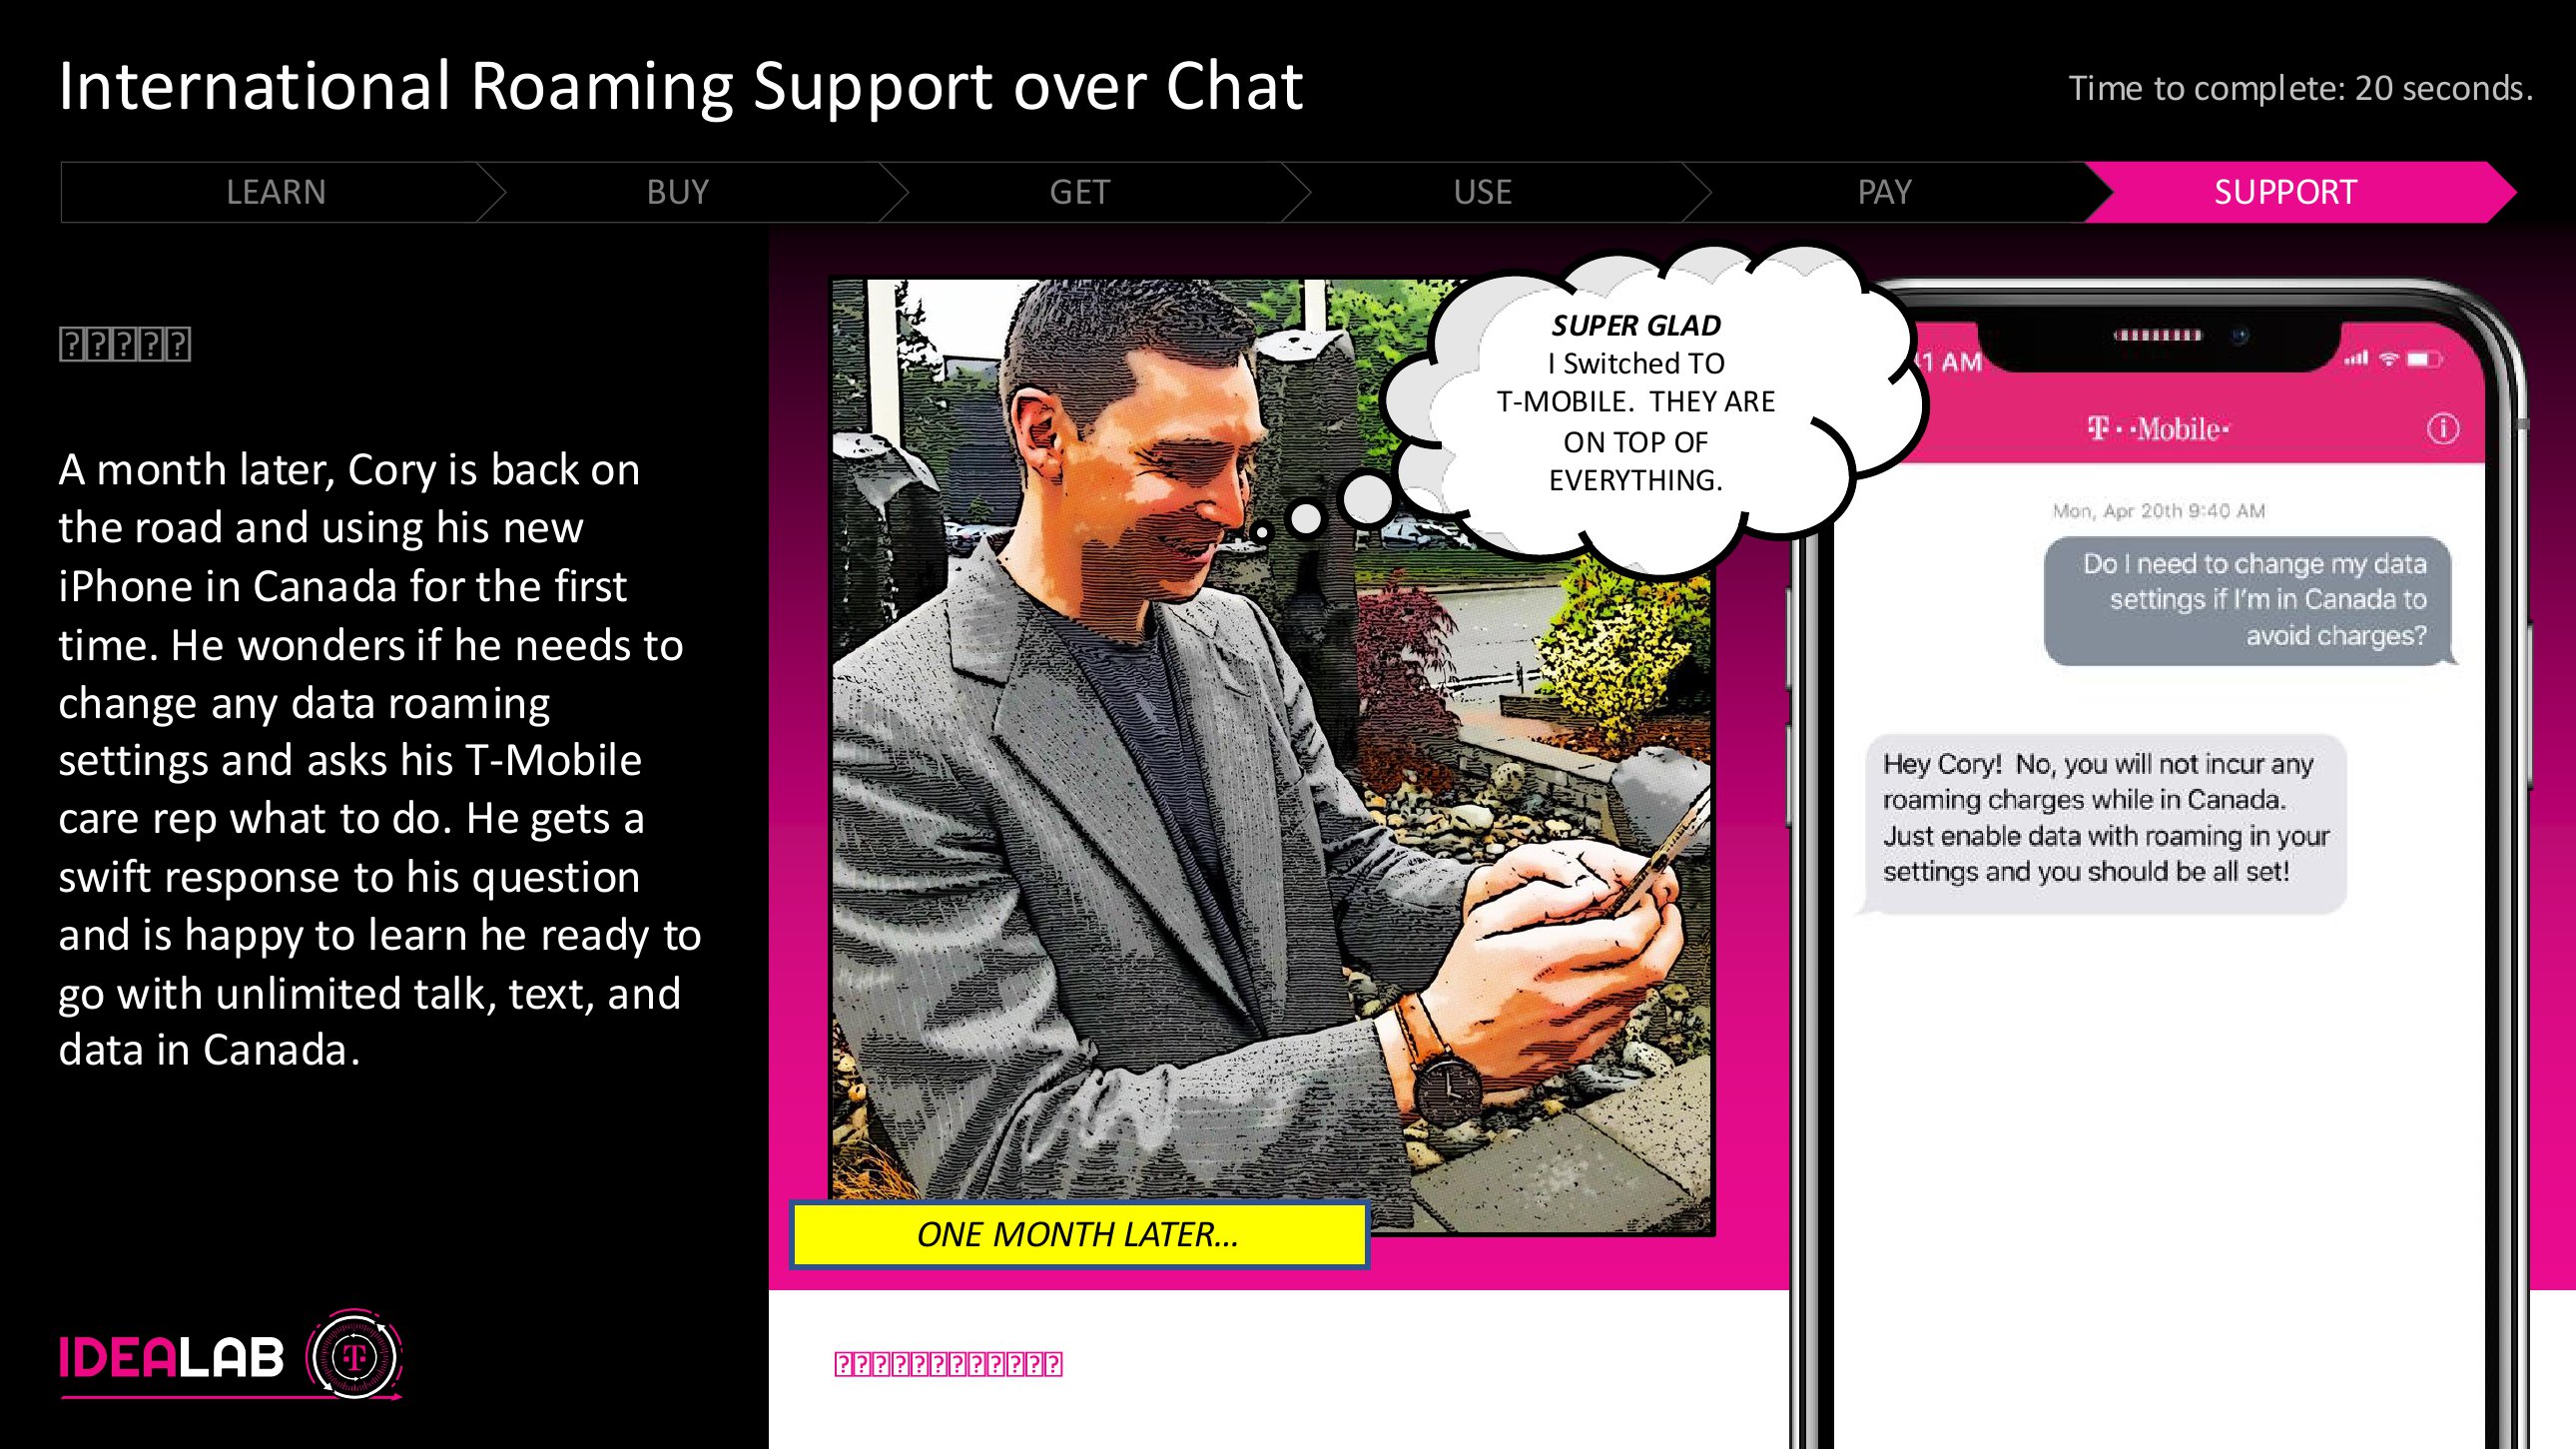 International Roaming Support over Chat
Time to complete: 20 seconds.
LEARN
BUY
GET
USE
PAY
SUPPORT
A month later, Cory is back on
the road and using his new
iPhone in Canada for the first
time. He wonders if he needs to
change any data roaming
settings and asks his T-Mobile
care rep what to do. He gets a
swift response to his question
and is happy to learn he ready to
go with unlimited talk, text, and
data in Canada.
SUPER GLAD
I Switched TO
T-MOBILE. THEY ARE
ON TOP OF
EVERYTHING.
ONE MONTH LATER...
1 AM
T··Mobile·
Mon, Apr 20th 9:40 AM
Do I need to change my data
settings if I'm in Canada to
avoid charges?
Hey Cory! No, you will not incur any
roaming charges while in Canada.
Just enable data with roaming in your
settings and you should be all set!
IDEALAB
T